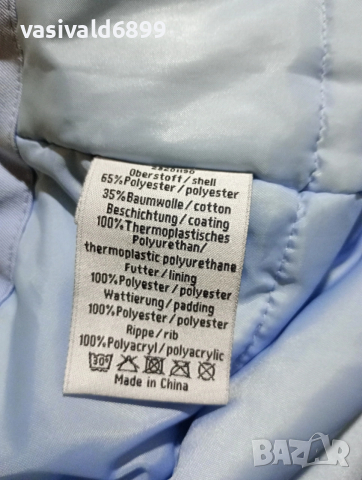 vasivald6899
Oberstoff/shell
65%Polyester/polyester
35%Baumwolle/cotton
Beschichtung/coating
100%Thermoplastisches
Polyurethan/
thermoplastic polyurethane
Futter/lining
100%Polyester/polyester
Wattierung/padding
100%Polyester/polyester
Rippe/rib
100%Polyacryl/polyacrylic
30°
Made in China
BAZAR
vasivald6899